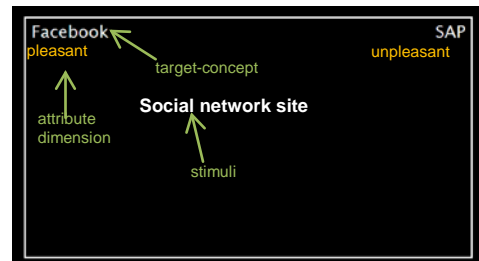 Facebook SAP
pleasant unpleasant
target-concept
Social network site
attribute
dimension
stimuli